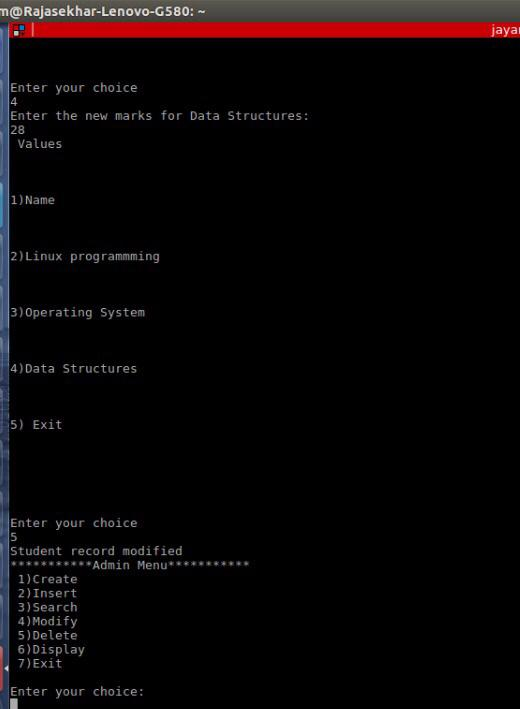 m@Rajasekhar-Lenovo-G580: ~
Enter your choice
4
Enter the new marks for Data Structures:
28
Values
1)Name
2)Linux programmming
3)Operating System
4)Data Structures
5) Exit
Enter your choice
5
Student record modified
***********Admin Menu***********
1)Create
2)Insert
3)Search
4)Modify
5)Delete
6)Display
7)Exit
Enter your choice: